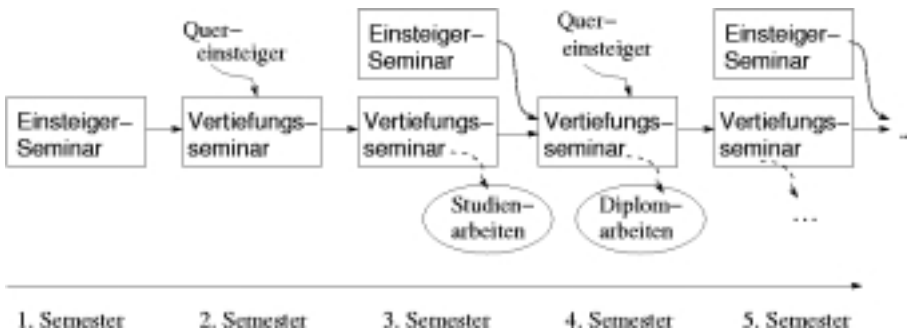 Quer-
einsteiger
Einsteiger-
Seminar
Quer-
einsteiger
Einsteiger-
Seminar
Einsteiger-
Seminar
Vertiefungs-
seminar
Vertiefungs-
seminar
Vertiefungs-
seminar
Vertiefungs-
seminar
Studien-
arbeiten
Diplom-
arbeiten
...
1. Semester
2. Semester
3. Semester
4. Semester
5. Semester